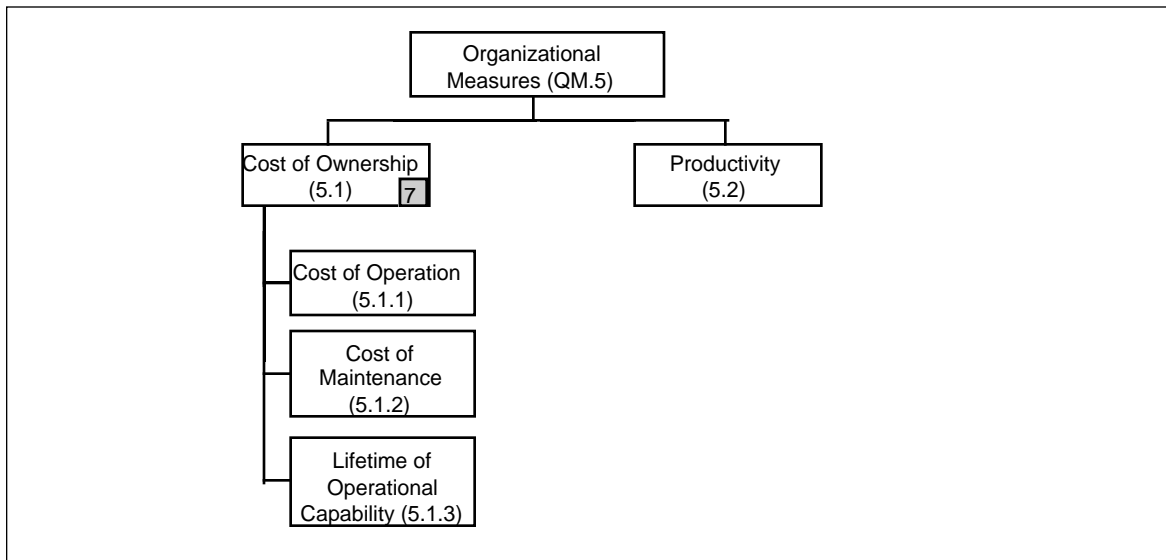 Organizational
Measures (QM.5)
Cost of Ownership
(5.1)
7
Productivity
(5.2)
Cost of Operation
(5.1.1)
Cost of
Maintenance
(5.1.2)
Lifetime of
Operational
Capability (5.1.3)